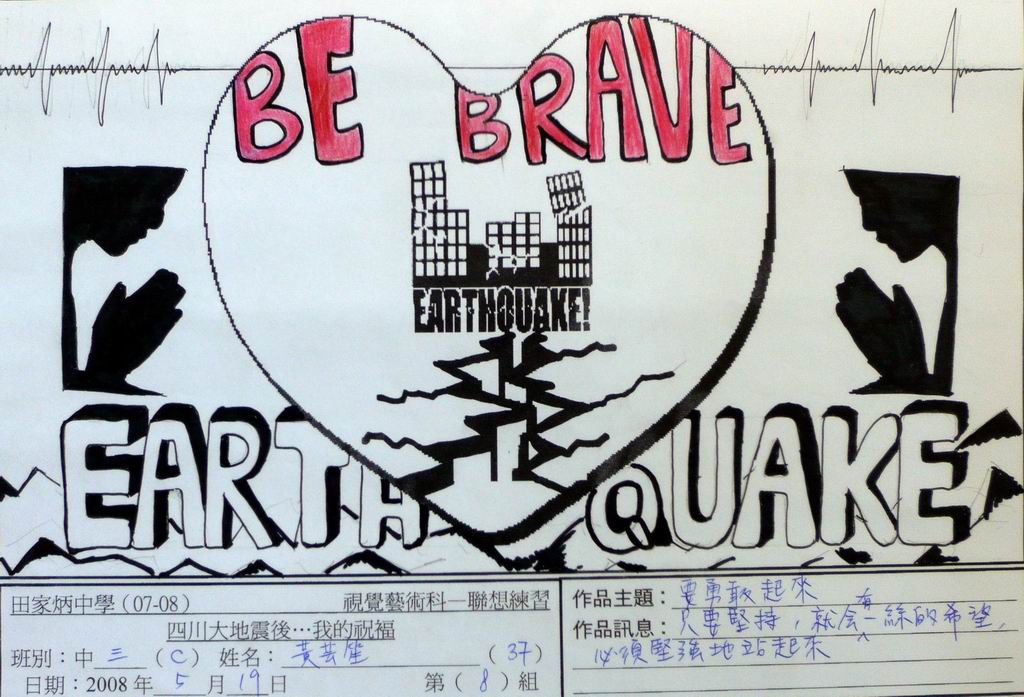 BE BRAVE
EARTHQUAKE!
EARTH QUAKE
田家炳中學(07-08) 視覺藝術科—聯想練習
四川大地震後…我的祝福
班別:中 三 (C) 姓名: 黃芸笙 (37)
日期:2008年 5 月 19 日 第(8)組
作品主題: 要勇敢起來
作品訊息: 只要堅持,就會有一絲的希望,
必須堅強地站起來